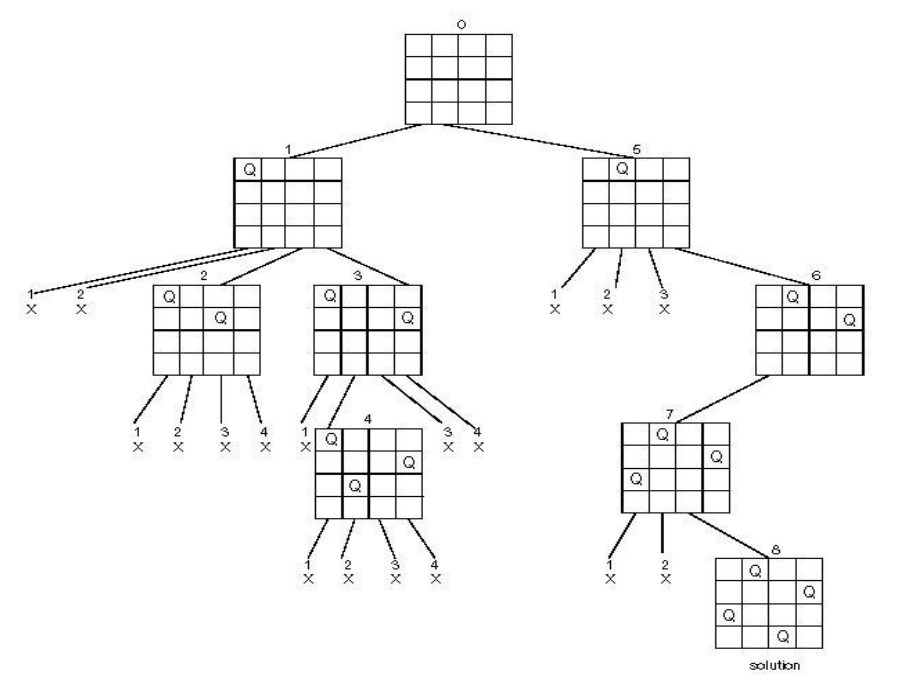 0
1 5
Q Q
1 2 2 3 1 2 3 6
X X X X X
Q Q Q
Q Q Q
1 2 3 4 1 4 3 4 7
X X X X X X X
Q Q
Q Q
Q Q
1 2 3 4 1 2 8
X X X X X X
Q
Q
Q
Q
solution